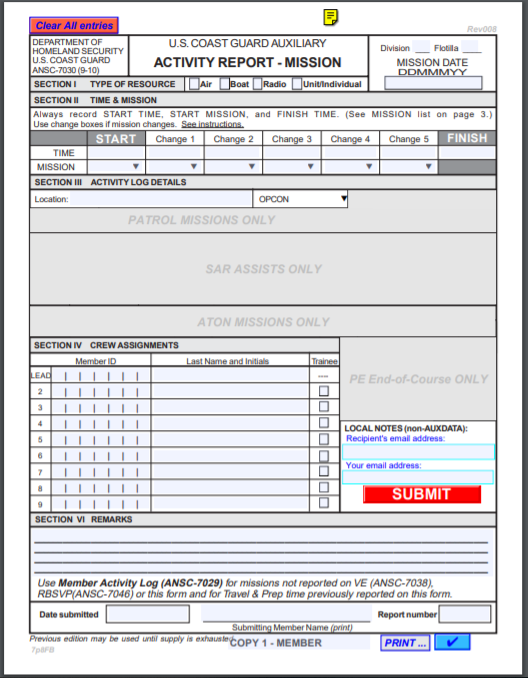 Clear All entries
Rev008
DEPARTMENT OF
HOMELAND SECURITY
U.S. COAST GUARD
ANSC-7030 (9-10)
U.S. COAST GUARD AUXILIARY
ACTIVITY REPORT - MISSION
Division Flotilla
MISSION DATE
DDMMMYY
SECTION I TYPE OF RESOURCE Air Boat Radio Unit/Individual
SECTION II TIME & MISSION
Always record START TIME, START MISSION, and FINISH TIME. (See MISSION list on page 3.)
Use change boxes if mission changes. See instructions.
START Change 1 Change 2 Change 3 Change 4 Change 5 FINISH
TIME
MISSION
SECTION III ACTIVITY LOG DETAILS
Location: OPCON
PATROL MISSIONS ONLY
SAR ASSISTS ONLY
ATON MISSIONS ONLY
SECTION IV CREW ASSIGNMENTS
Member ID Last Name and Initials Trainee
LEAD ----
2
3
4
5
6
7
8
9
PE End-of-Course ONLY
LOCAL NOTES (non-AUXDATA):
Recipient's email address:
Your email address:
SUBMIT
SECTION VI REMARKS
Use Member Activity Log (ANSC-7029) for missions not reported on VE (ANSC-7038),
RBSVP(ANSC-7046) or this form and for Travel & Prep time previously reported on this form.
Date submitted
Submitting Member Name (print)
Report number
Previous edition may be used until supply is exhausted
COPY 1 - MEMBER
PRINT ...
Tp8FB